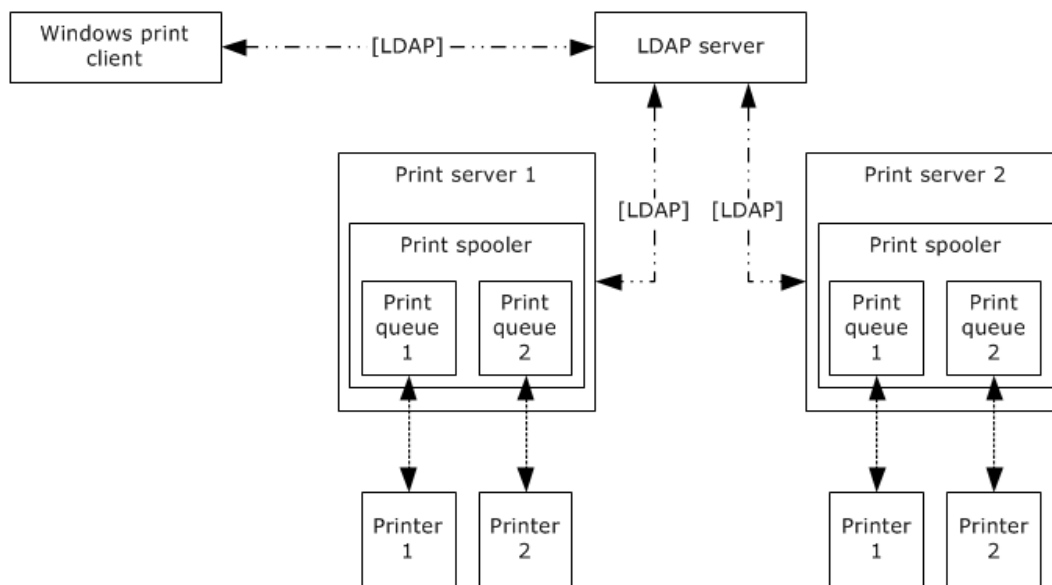 Windows print
client
[LDAP]
LDAP server
Print server 1
Print server 2
[LDAP]
[LDAP]
Print spooler
Print spooler
Print
queue
1
Print
queue
2
Print
queue
1
Print
queue
2
Printer
1
Printer
2
Printer
1
Printer
2